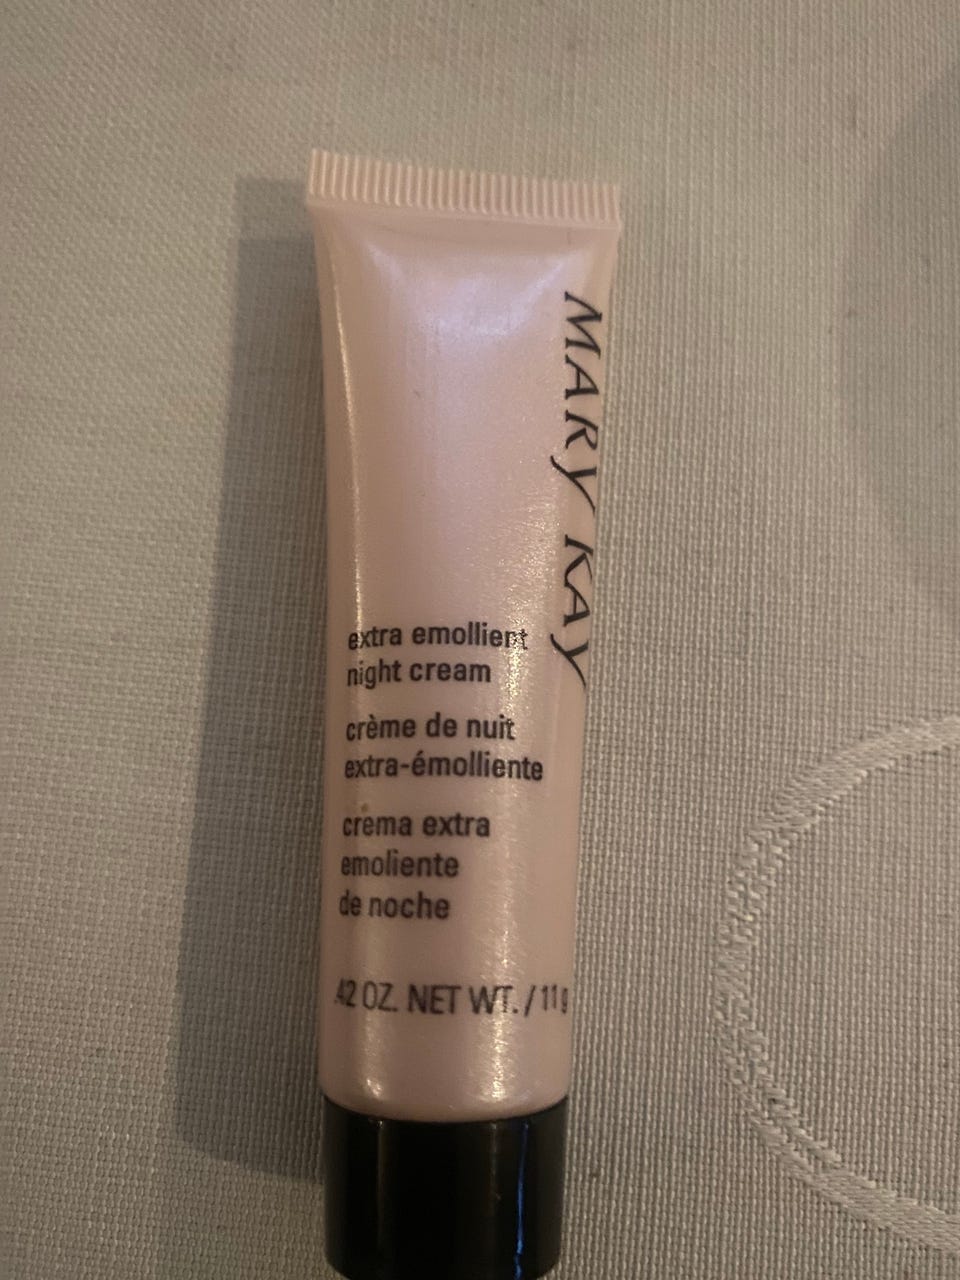 MARY KAY
extra emollient
night cream
crème de nuit
extra-émolliente
crema extra
emoliente
de noche
.42 OZ. NET WT. / 11 g